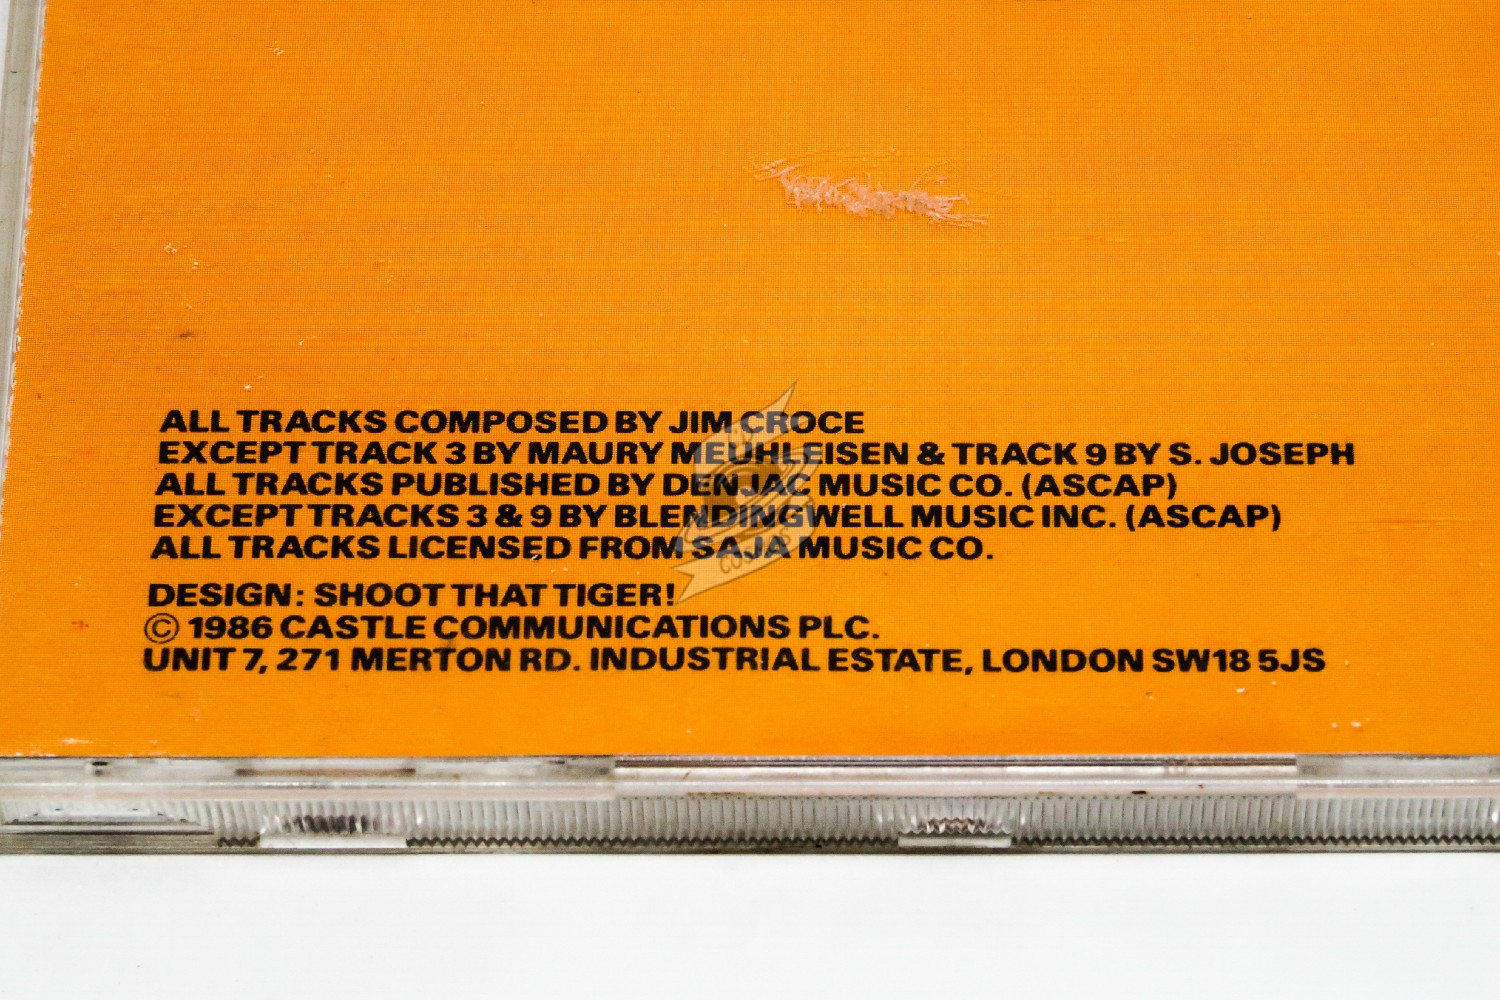 ALL TRACKS COMPOSED BY JIM CROCE
EXCEPT TRACK 3 BY MAURY MEUHLEISEN & TRACK 9 BY S. JOSEPH
ALL TRACKS PUBLISHED BY DENJAC MUSIC CO. (ASCAP)
EXCEPT TRACKS 3 & 9 BY BLENDINGWELL MUSIC INC. (ASCAP)
ALL TRACKS LICENSED FROM SAJA MUSIC CO.
DESIGN: SHOOT THAT TIGER!
© 1986 CASTLE COMMUNICATIONS PLC.
UNIT 7, 271 MERTON RD. INDUSTRIAL ESTATE, LONDON SW18 5JS